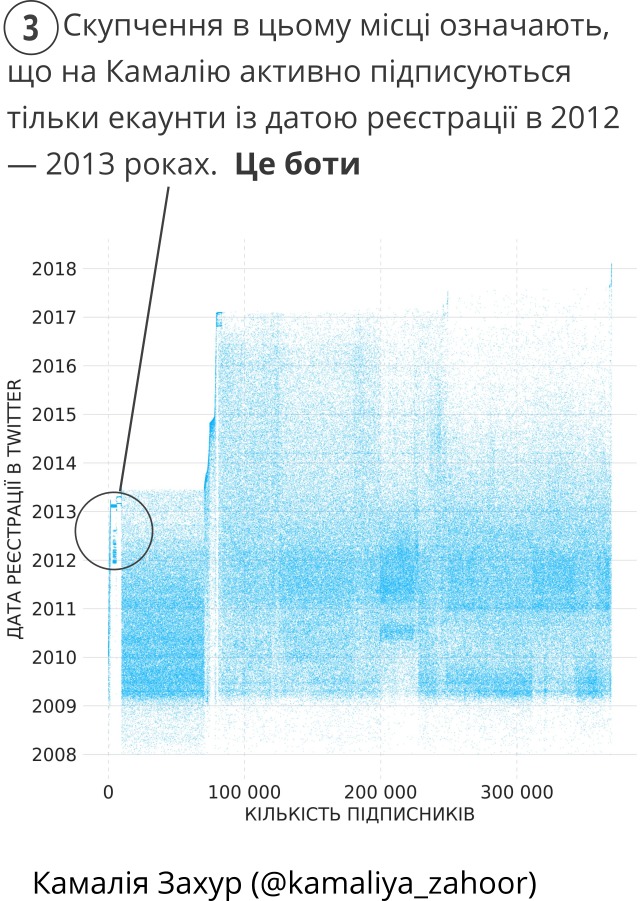 3 Скупчення в цьому місці означають,
що на Камалію активно підписуються
тільки екаунти із датою реєстрації в 2012
— 2013 роках. Це боти
2018
2017
2016
2015
2014
2013
2012
2011
2010
2009
2008
ДАТА РЕЄСТРАЦІЇ В TWITTER
0 100 000 200 000 300 000
КІЛЬКІСТЬ ПІДПИСНИКІВ
Камалія Захур (@kamaliya_zahoor)